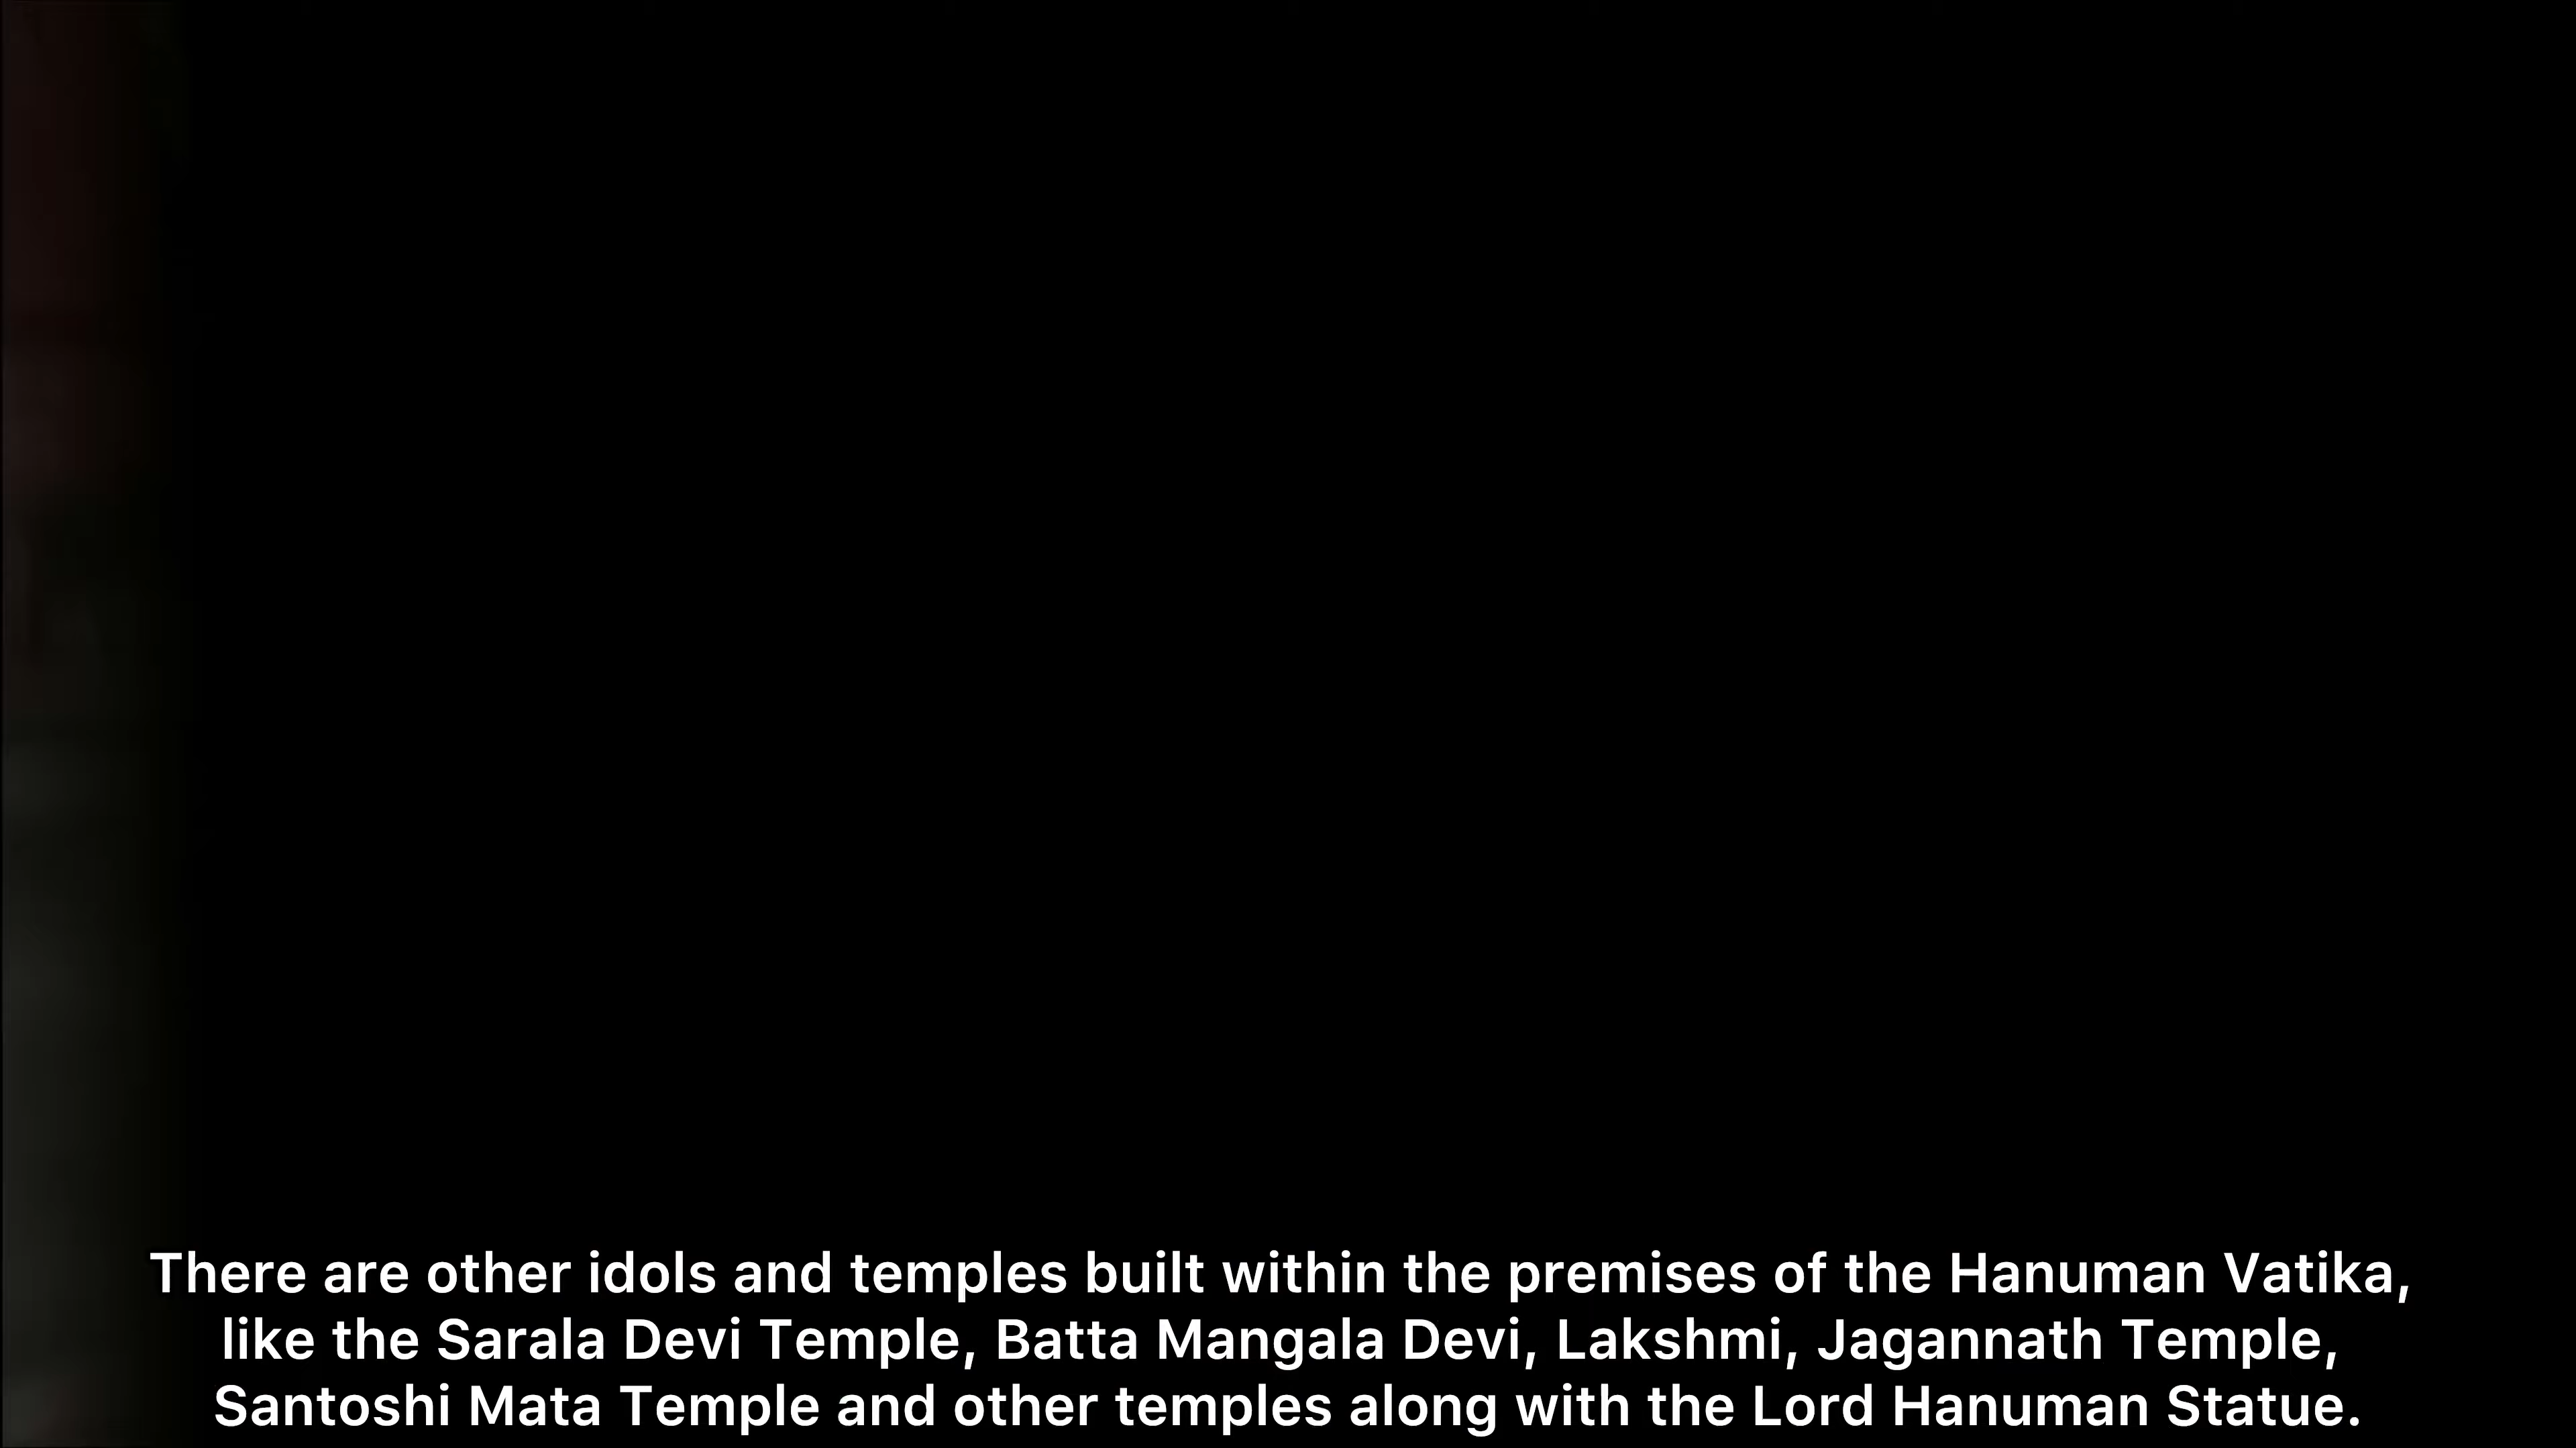 There are other idols and temples built within the premises of the Hanuman Vatika,
like the Sarala Devi Temple, Batta Mangala Devi, Lakshmi, Jagannath Temple,
Santoshi Mata Temple and other temples along with the Lord Hanuman Statue.